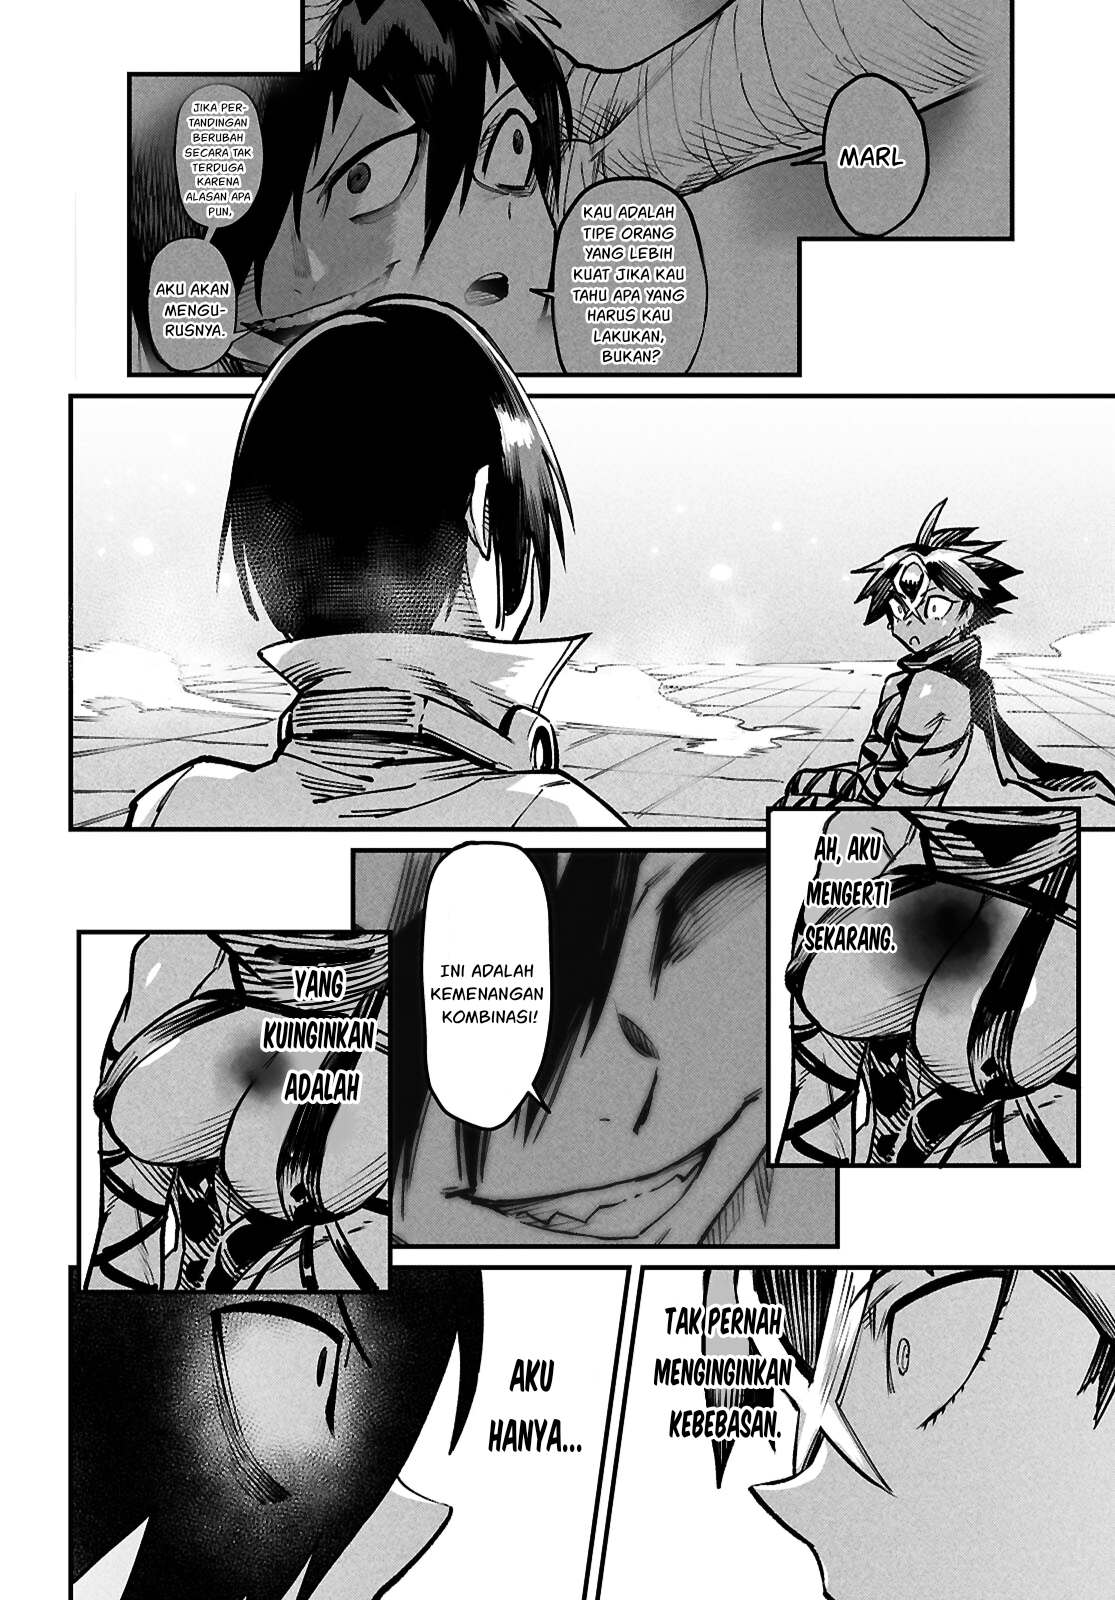 MARL
KAU ADALAH
TIPE ORANG
YANG LEBIH
KUAT JIKA KAU
TAHU APA YANG
HARUS KAU
LAKUKAN,
BUKAN?
JIKA PER-
TANDINGAN
BERUBAH
SECARA TAK
TERDUGA
KARENA
ALASAN APA
PUN,
AKU AKAN
MENGU-
RUSNYA.
AH, AKU
MENGERTI
SEKARANG.
INI ADALAH
KEMENANGAN
KOMBINASI!
YANG
KUINGINKAN
ADALAH
TAK PERNAH
MENGINGINKAN
KEBEBASAN.
AKU
HANYA...